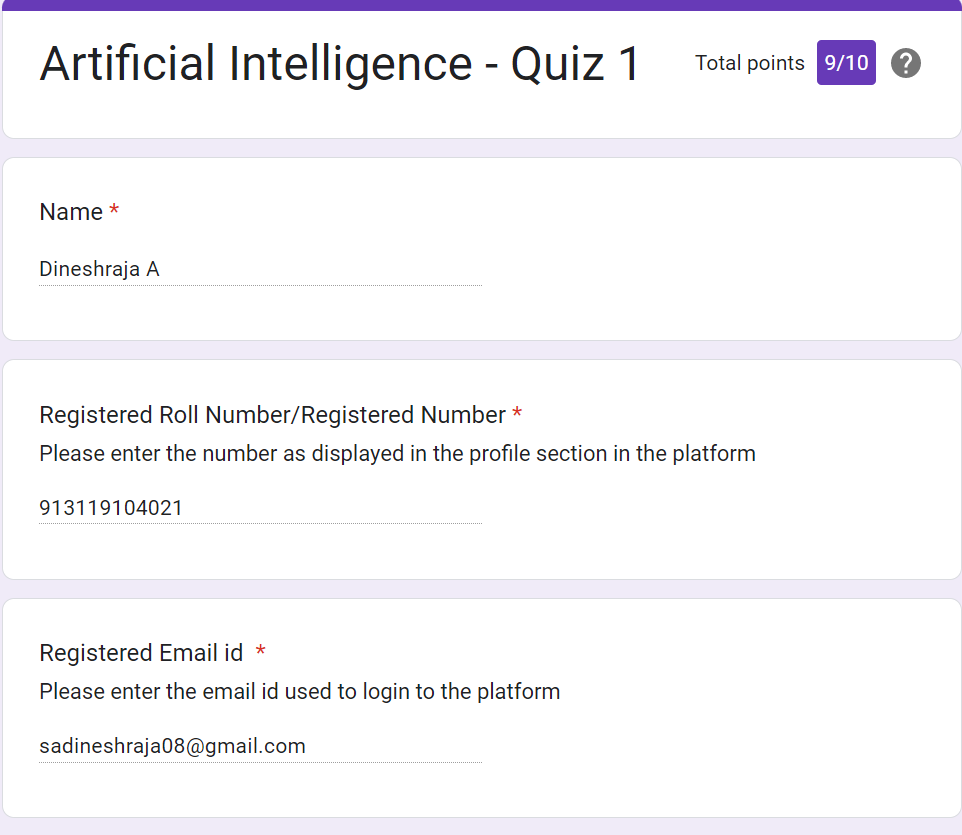 Artificial Intelligence - Quiz 1
Total points 9/10 ?
Name *
Dineshraja A
Registered Roll Number/Registered Number *
Please enter the number as displayed in the profile section in the platform
913119104021
Registered Email id *
Please enter the email id used to login to the platform
sadineshraja08@gmail.com